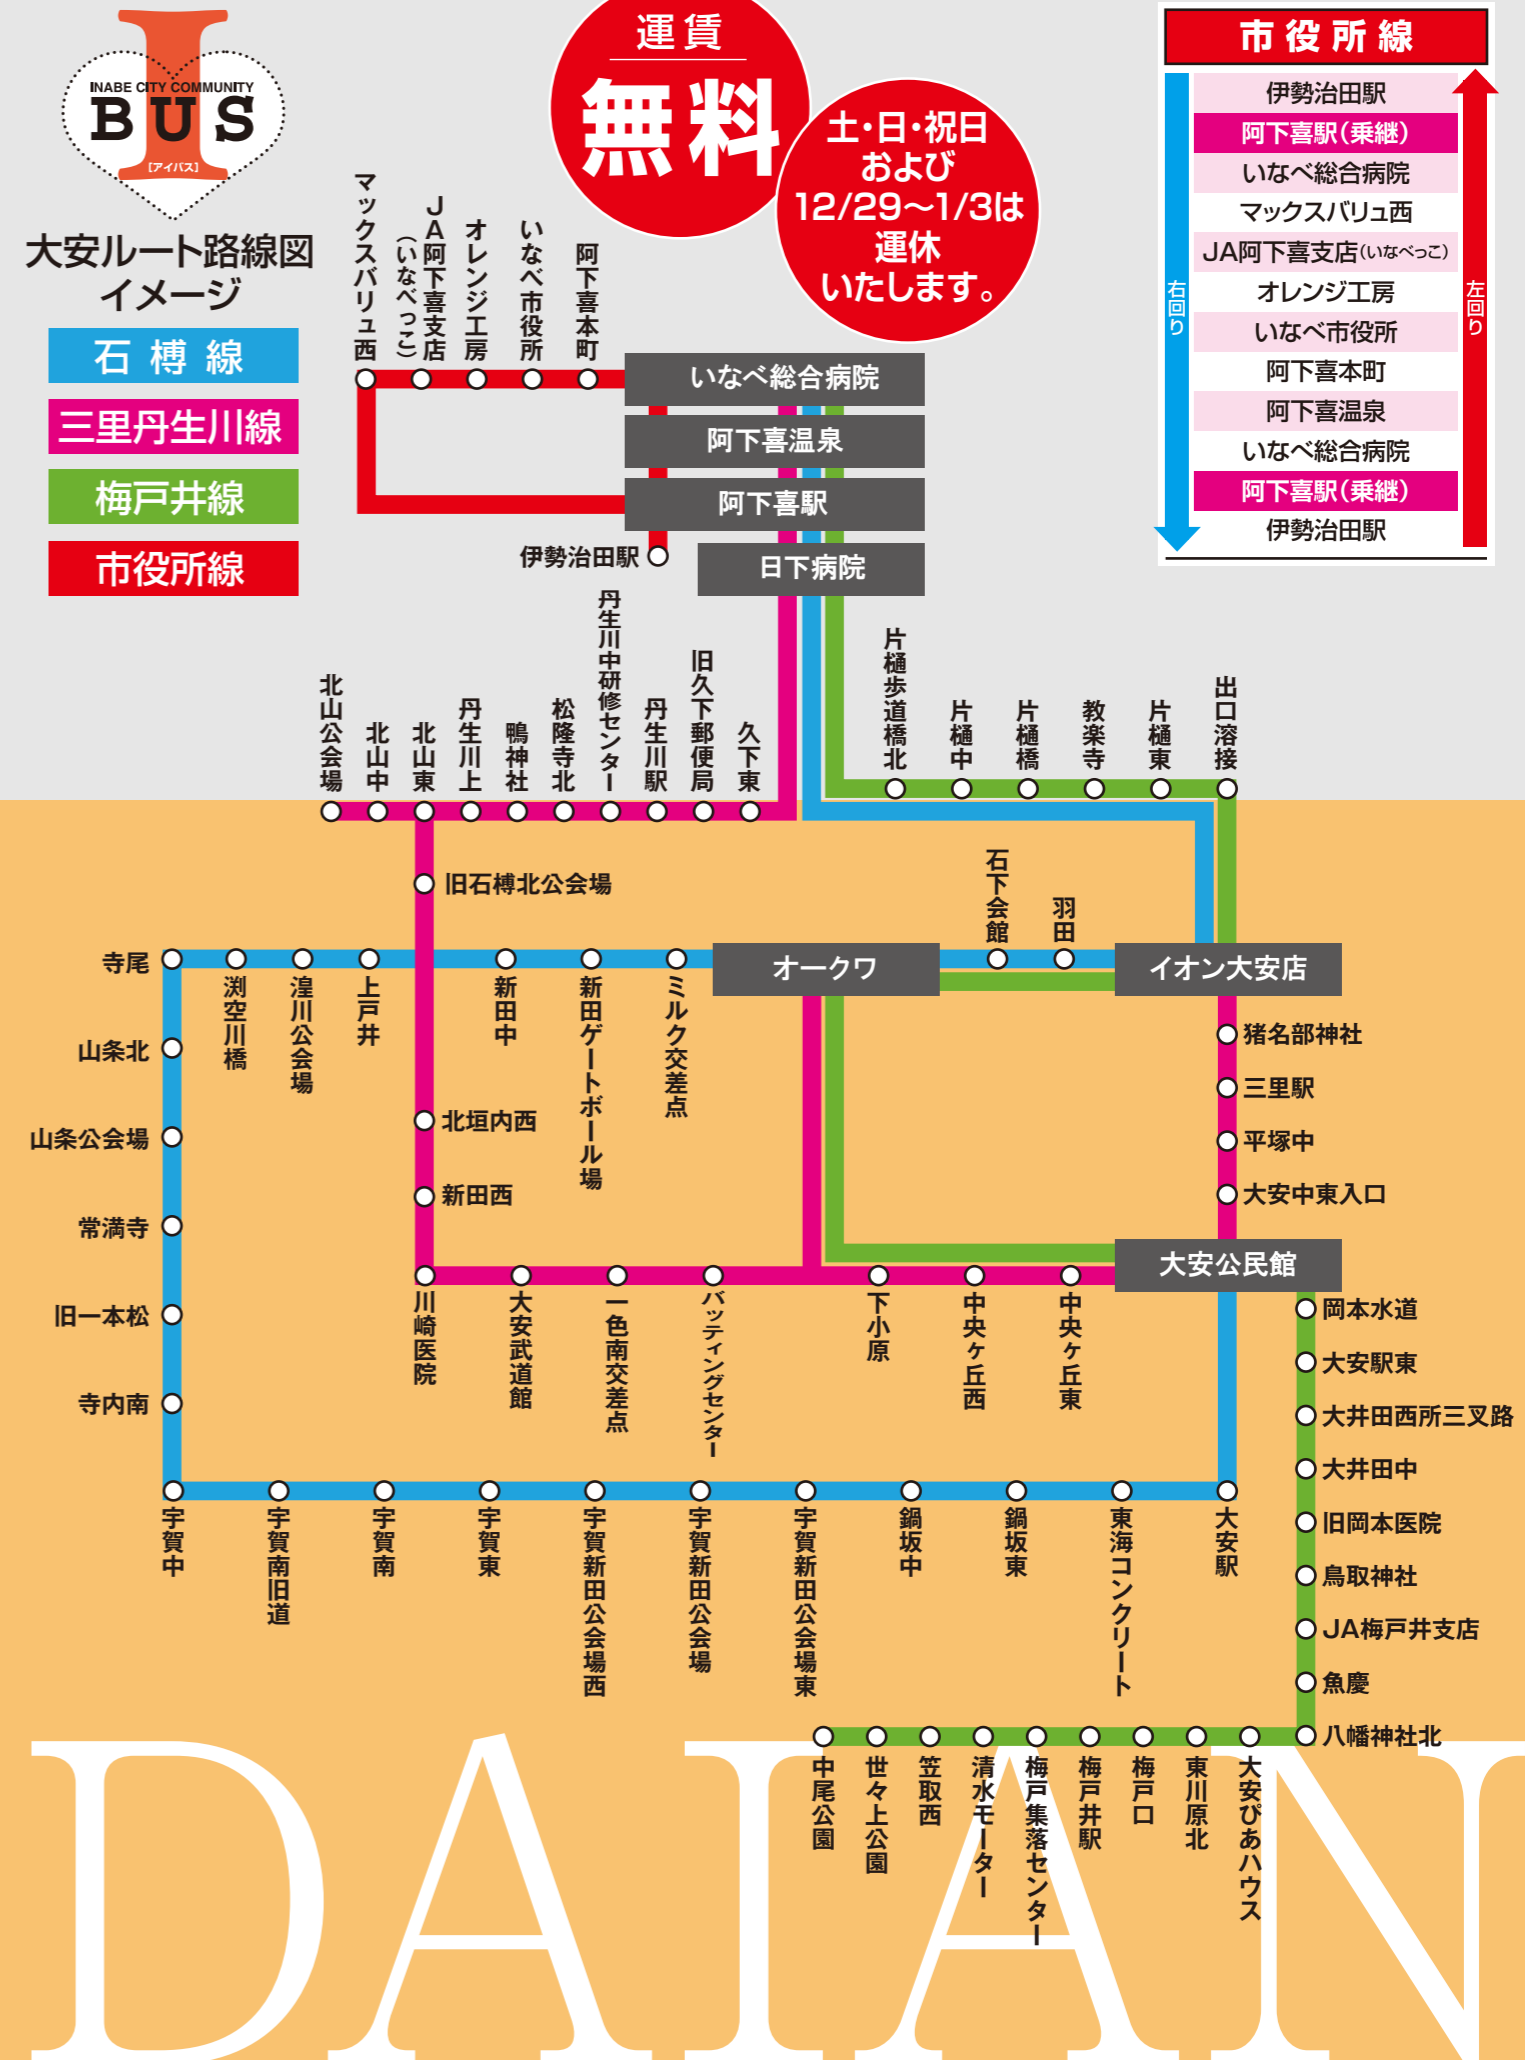 INABE CITY COMMUNITY
I BUS
【アイバス】
大安ルート路線図
イメージ
石榑線
三里丹生川線
梅戸井線
市役所線
運賃
無料
土・日・祝日
および
12/29〜1/3は
運休
いたします。
市役所線
右回り
左回り
伊勢治田駅
阿下喜駅（乗継）
いなべ総合病院
マックスバリュ西
JA阿下喜支店（いなべっこ）
オレンジ工房
いなべ市役所
阿下喜本町
阿下喜温泉
いなべ総合病院
阿下喜駅（乗継）
伊勢治田駅
マックスバリュ西
JA阿下喜支店
（いなべっこ）
オレンジ工房
いなべ市役所
阿下喜本町
いなべ総合病院
阿下喜温泉
阿下喜駅
伊勢治田駅
日下病院
北山公会場
北山中
北山東
丹生川上
鴨神社
松隆寺北
丹生川中研修センター
丹生川駅
旧久下郵便局
久下東
片樋歩道橋北
片樋中
片樋橋
教楽寺
片樋東
出口溶接
旧石榑北公会場
石下会館
羽田
寺尾
渕空川橋
湟川公会場
上戸井
新田中
新田ゲートボール場
ミルク交差点
オークワ
イオン大安店
山条北
山条公会場
常満寺
旧一本松
寺内南
北垣内西
新田西
猪名部神社
三里駅
平塚中
大安中東入口
大安公民館
川崎医院
大安武道館
一色南交差点
バッティングセンター
下小原
中央ヶ丘西
中央ヶ丘東
岡本水道
大安駅東
大井田西所三叉路
大井田中
旧岡本医院
鳥取神社
JA梅戸井支店
魚慶
八幡神社北
宇賀中
宇賀南旧道
宇賀南
宇賀東
宇賀新田公会場西
宇賀新田公会場
宇賀新田公会場東
鍋坂中
鍋坂東
東海コンクリート
大安駅
中尾公園
世々上公園
笠取西
清水モーター
梅戸集落センター
梅戸井駅
梅戸口
東川原北
大安ぴあハウス
DAIAN